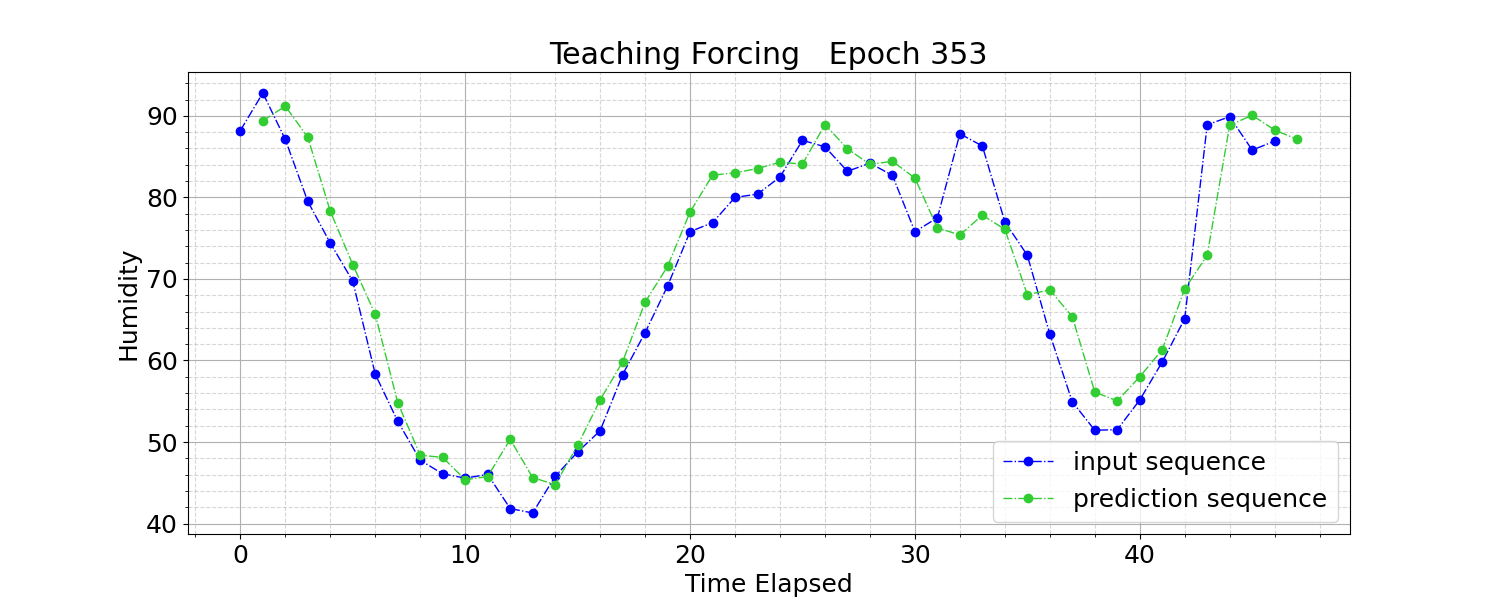 Teaching Forcing   Epoch 353
90
80
70
60
50
40
Humidity
0 10 20 30 40
Time Elapsed
input sequence
prediction sequence